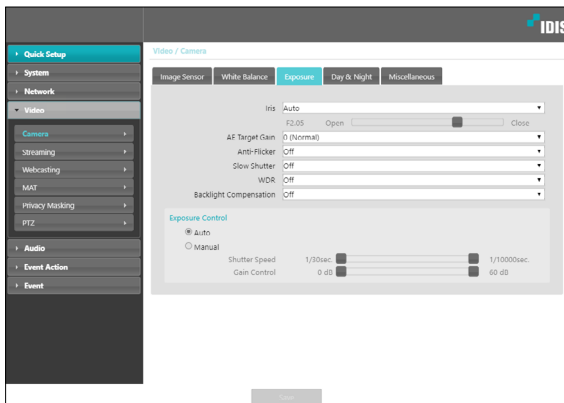 IDIS
Quick Setup
System
Network
Video
Camera
Streaming
Webcasting
MAT
Privacy Masking
PTZ
Audio
Event Action
Event
Video / Camera
Image Sensor White Balance Exposure Day & Night Miscellaneous
Iris Auto
F2.05 Open Close
AE Target Gain 0 (Normal)
Anti-Flicker Off
Slow Shutter Off
WDR Off
Backlight Compensation Off
Exposure Control
Auto
Manual
Shutter Speed 1/30sec. 1/10000sec.
Gain Control 0 dB 60 dB
Save